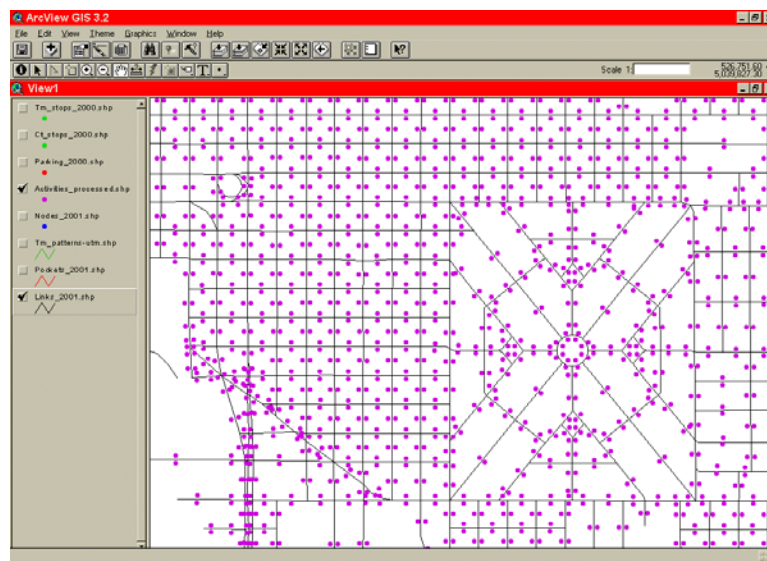 ArcView GIS 3.2
File Edit View Theme Graphics Window Help
Scale 1:
526,751.60
5,039,827.30
View1
Tm_stops_2000.shp
Ct_stops_2000.shp
Parking_2000.shp
Activities_processed.shp
Nodes_2001.shp
Tm_patterns-utm.shp
Pockets_2001.shp
Links_2001.shp